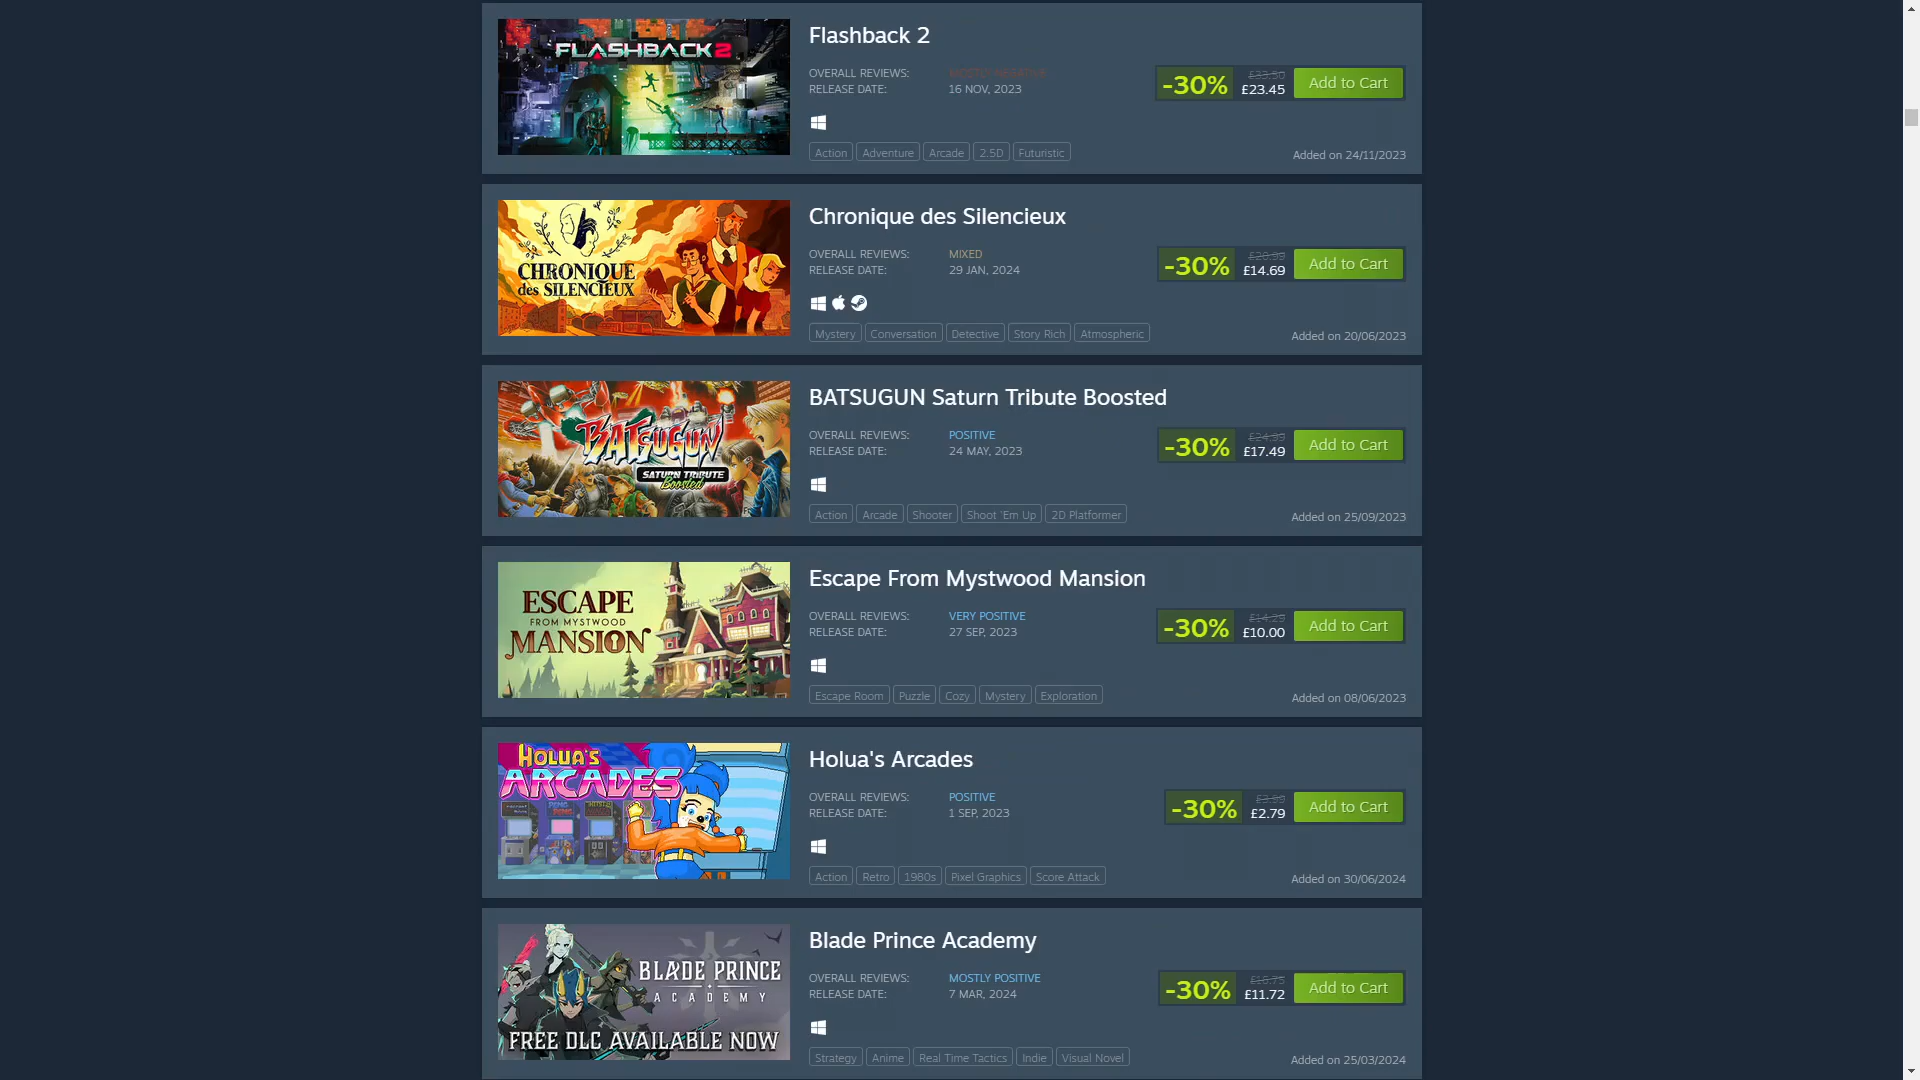 FLASHBACK 2
Flashback 2
OVERALL REVIEWS: MOSTLY NEGATIVE
RELEASE DATE: 16 NOV, 2023
-30% £33.50 £23.45 Add to Cart
Action Adventure Arcade 2.5D Futuristic
Added on 24/11/2023
CHRONIQUE
des SILENCIEUX
Chronique des Silencieux
OVERALL REVIEWS: MIXED
RELEASE DATE: 29 JAN, 2024
-30% £20.99 £14.69 Add to Cart
Mystery Conversation Detective Story Rich Atmospheric
Added on 20/06/2023
BATSUGUN
SATURN TRIBUTE
Boosted
BATSUGUN Saturn Tribute Boosted
OVERALL REVIEWS: POSITIVE
RELEASE DATE: 24 MAY, 2023
-30% £24.99 £17.49 Add to Cart
Action Arcade Shooter Shoot 'Em Up 2D Platformer
Added on 25/09/2023
ESCAPE
FROM MYSTWOOD
MANSION
Escape From Mystwood Mansion
OVERALL REVIEWS: VERY POSITIVE
RELEASE DATE: 27 SEP, 2023
-30% £14.29 £10.00 Add to Cart
Escape Room Puzzle Cozy Mystery Exploration
Added on 08/06/2023
HOLUA'S
ARCADES
Holua's Arcades
OVERALL REVIEWS: POSITIVE
RELEASE DATE: 1 SEP, 2023
-30% £3.99 £2.79 Add to Cart
Action Retro 1980s Pixel Graphics Score Attack
Added on 30/06/2024
BLADE PRINCE
ACADEMY
FREE DLC AVAILABLE NOW
Blade Prince Academy
OVERALL REVIEWS: MOSTLY POSITIVE
RELEASE DATE: 7 MAR, 2024
-30% £16.75 £11.72 Add to Cart
Strategy Anime Real Time Tactics Indie Visual Novel
Added on 25/03/2024